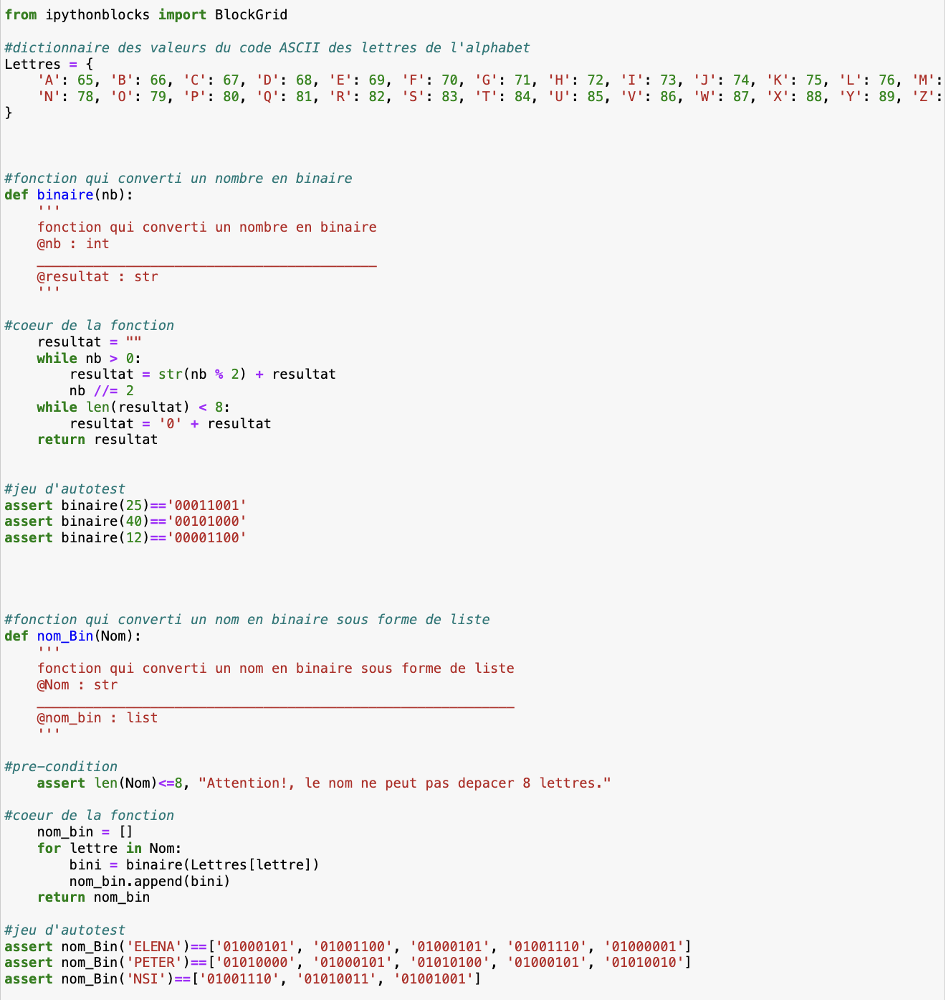 from ipythonblocks import BlockGrid
#dictionnaire des valeurs du code ASCII des lettres de l'alphabet
Lettres = {
    'A': 65, 'B': 66, 'C': 67, 'D': 68, 'E': 69, 'F': 70, 'G': 71, 'H': 72, 'I': 73, 'J': 74, 'K': 75, 'L': 76, 'M':
    'N': 78, 'O': 79, 'P': 80, 'Q': 81, 'R': 82, 'S': 83, 'T': 84, 'U': 85, 'V': 86, 'W': 87, 'X': 88, 'Y': 89, 'Z':
}
#fonction qui converti un nombre en binaire
def binaire(nb):
    '''
    fonction qui converti un nombre en binaire
    @nb : int
    __________________________________________
    @resultat : str
    '''
#coeur de la fonction
    resultat = ""
    while nb > 0:
        resultat = str(nb % 2) + resultat
        nb //= 2
    while len(resultat) < 8:
        resultat = '0' + resultat
    return resultat
#jeu d'autotest
assert binaire(25)=='00011001'
assert binaire(40)=='00101000'
assert binaire(12)=='00001100'
#fonction qui converti un nom en binaire sous forme de liste
def nom_Bin(Nom):
    '''
    fonction qui converti un nom en binaire sous forme de liste
    @Nom : str
    ___________________________________________________________
    @nom_bin : list
    '''
#pre-condition
    assert len(Nom)<=8, "Attention!, le nom ne peut pas depacer 8 lettres."
#coeur de la fonction
    nom_bin = []
    for lettre in Nom:
        bini = binaire(Lettres[lettre])
        nom_bin.append(bini)
    return nom_bin
#jeu d'autotest
assert nom_Bin('ELENA')==['01000101', '01001100', '01000101', '01001110', '01000001']
assert nom_Bin('PETER')==['01010000', '01000101', '01010100', '01000101', '01010010']
assert nom_Bin('NSI')==['01001110', '01010011', '01001001']